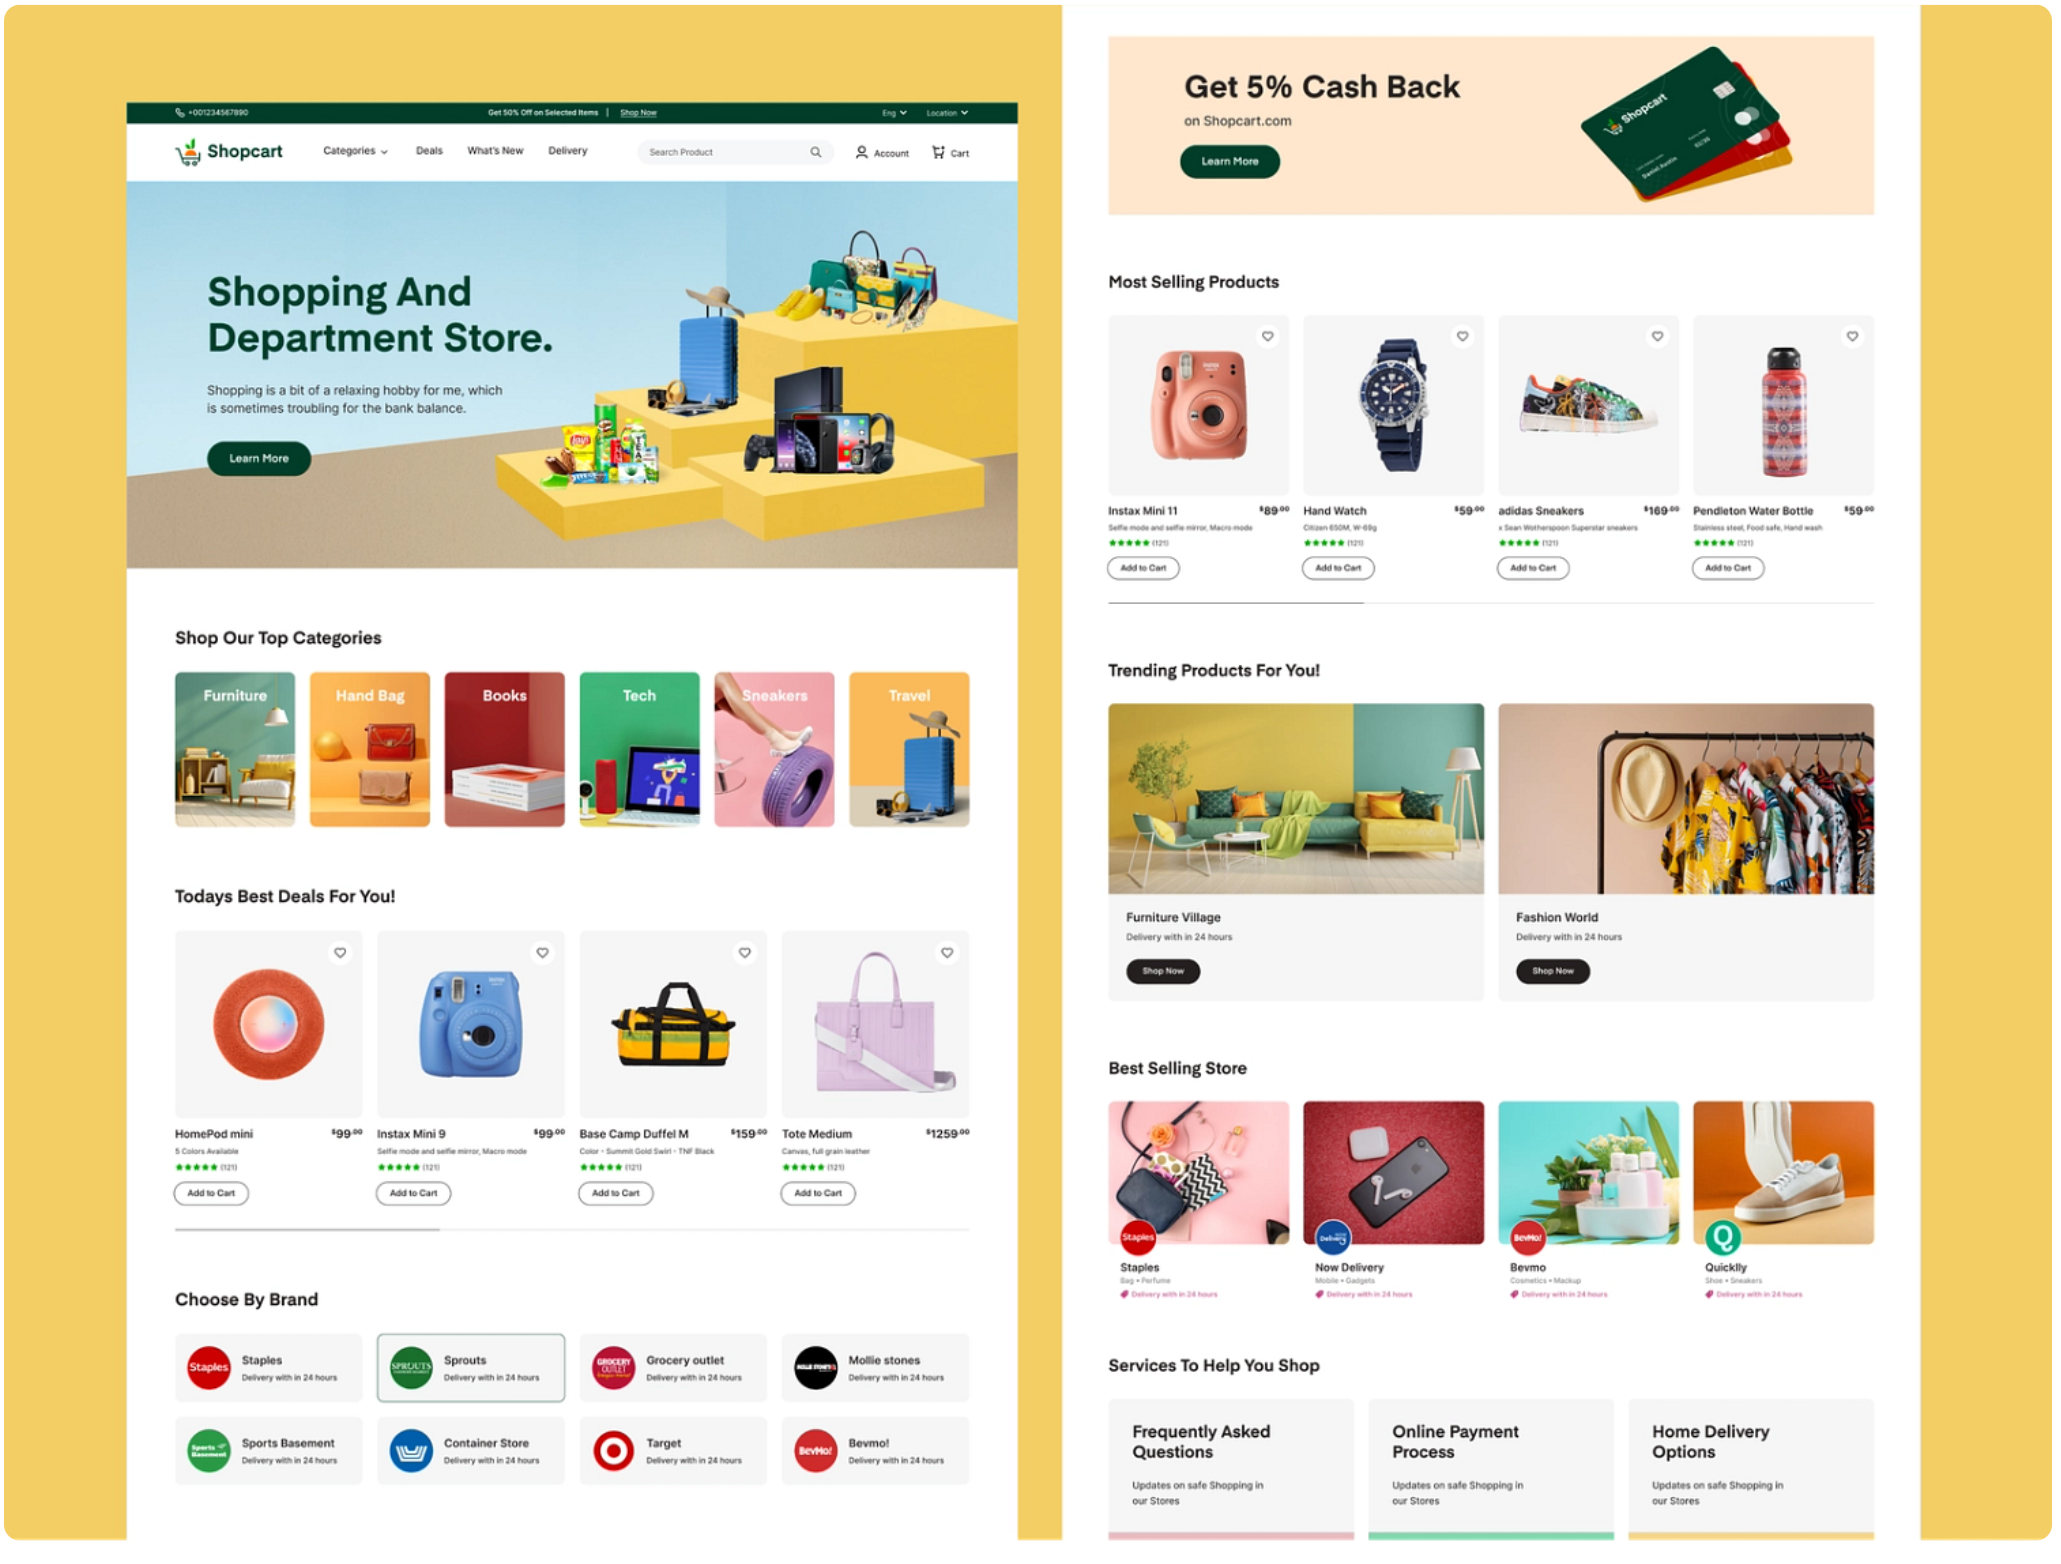 +001234567890
Get 50% Off on Selected Items | Shop Now
Eng
Location
Shopcart
Categories
Deals
What's New
Delivery
Search Product
Account
Cart
Shopping And
Department Store.
Shopping is a bit of a relaxing hobby for me, which
is sometimes troubling for the bank balance.
Learn More
Shop Our Top Categories
Furniture
Hand Bag
Books
Tech
Sneakers
Travel
Todays Best Deals For You!
HomePod mini
$99.00
5 Colors Available
(121)
Add to Cart
Instax Mini 9
$99.00
Selfie mode and selfie mirror, Macro mode
(121)
Add to Cart
Base Camp Duffel M
$159.00
Color - Summit Gold Swirl - TNF Black
(121)
Add to Cart
Tote Medium
$1259.00
Canvas, full grain leather
(121)
Add to Cart
Choose By Brand
Staples
Staples
Delivery with in 24 hours
SPROUTS
Sprouts
Delivery with in 24 hours
GROCERY
OUTLET
Grocery outlet
Delivery with in 24 hours
MOLLIE STONE'S
Mollie stones
Delivery with in 24 hours
Sports
Basement
Sports Basement
Delivery with in 24 hours
Container Store
Delivery with in 24 hours
Target
Delivery with in 24 hours
BevMo!
Bevmo!
Delivery with in 24 hours
Get 5% Cash Back
on Shopcart.com
Learn More
Shopcart
Daniel Austin
Most Selling Products
Instax Mini 11
$89.00
Selfie mode and selfie mirror, Macro mode
(121)
Add to Cart
Hand Watch
$59.00
Citizen 650M, W-69g
(121)
Add to Cart
adidas Sneakers
$169.00
x Sean Wotherspoon Superstar sneakers
(121)
Add to Cart
Pendleton Water Bottle
$59.00
Stainless steel, Food safe, Hand wash
(121)
Add to Cart
Trending Products For You!
Furniture Village
Delivery with in 24 hours
Shop Now
Fashion World
Delivery with in 24 hours
Shop Now
Best Selling Store
Staples
Staples
Bag • Perfume
Delivery with in 24 hours
NOW
Delivery
Now Delivery
Mobile • Gadgets
Delivery with in 24 hours
BevMo!
Bevmo
Cosmetics • Mackup
Delivery with in 24 hours
Q
Quicklly
Shoe • Sneakers
Delivery with in 24 hours
Services To Help You Shop
Frequently Asked
Questions
Updates on safe Shopping in
our Stores
Online Payment
Process
Updates on safe Shopping in
our Stores
Home Delivery
Options
Updates on safe Shopping in
our Stores